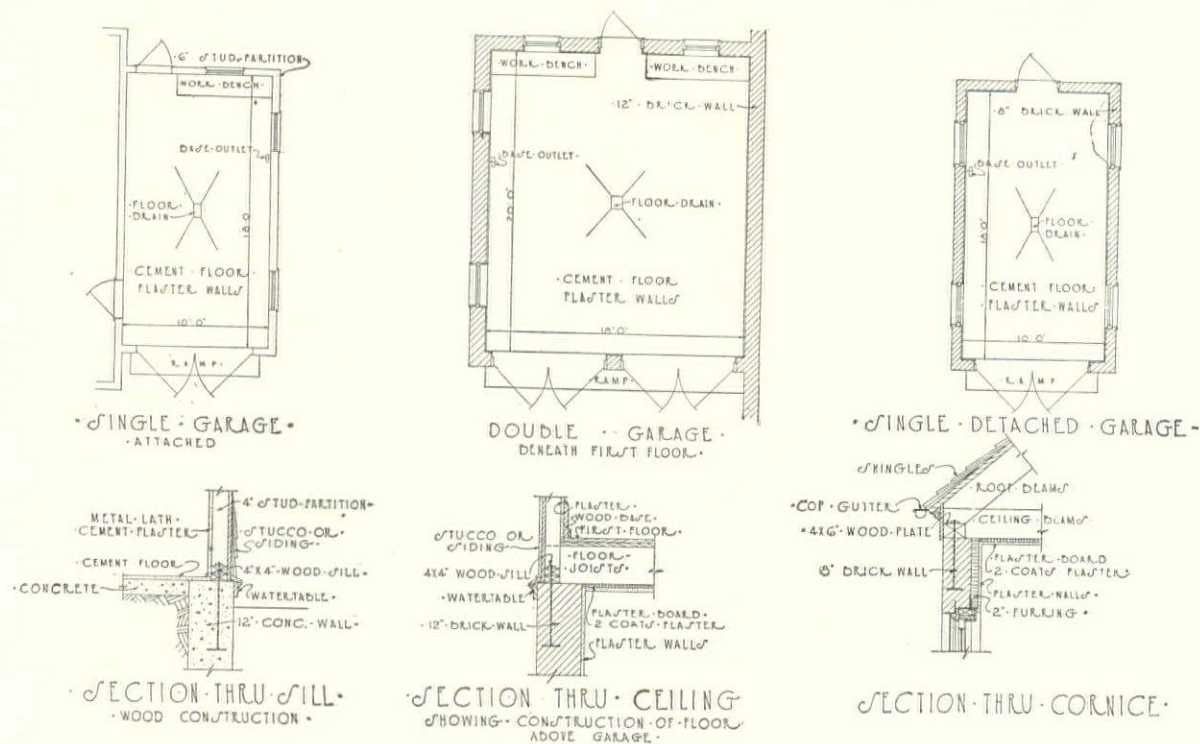 ·6" STUD·PARTITION·
·WORK·BENCH·
BASE·OUTLET
·FLOOR·
·DRAIN·
18'0"
·CEMENT·FLOOR·
PLASTER WALLS
10'0"
RAMP
·SINGLE·GARAGE·
·ATTACHED
·WORK·BENCH·
·WORK·BENCH·
·12" BRICK·WALL·
BASE·OUTLET·
20'0"
FLOOR·DRAIN·
·CEMENT·FLOOR
PLASTER WALLS
18'0"
·RAMP·
DOUBLE··GARAGE·
BENEATH FIRST FLOOR·
·8" BRICK WALL
BASE·OUTLET
18'0"
FLOOR·
DRAIN·
·CEMENT FLOOR
·PLASTER·WALLS·
10'0"
·RAMP
·SINGLE·DETACHED·GARAGE·
4" STUD·PARTITION·
METAL·LATH·
·CEMENT·PLASTER·
STUCCO·OR·
SIDING·
·CEMENT FLOOR·
4"X4"·WOOD·SILL·
·CONCRETE·
WATERTABLE·
12"·CONC.·WALL·
·SECTION·THRU·SILL·
·WOOD CONSTRUCTION·
PLASTER·
WOOD·BASE·
FIRST·FLOOR·
STUCCO OR
SIDING
·FLOOR·
JOISTS·
4X4" WOOD·SILL
·WATERTABLE·
PLASTER·BOARD·
2 COATS·PLASTER
·12"·BRICK·WALL
PLASTER WALLS
·SECTION·THRU·CEILING
SHOWING··CONSTRUCTION·OF·FLOOR·
ABOVE GARAGE·
SHINGLES
·ROOF·BEAMS
·COP·GUTTER
·CEILING·BEAMS
·4X6"·WOOD·PLATE
PLASTER·BOARD
2·COATS PLASTER·
8" BRICK WALL
PLASTER·WALLS·
2"·FURRING·
SECTION·THRU·CORNICE·